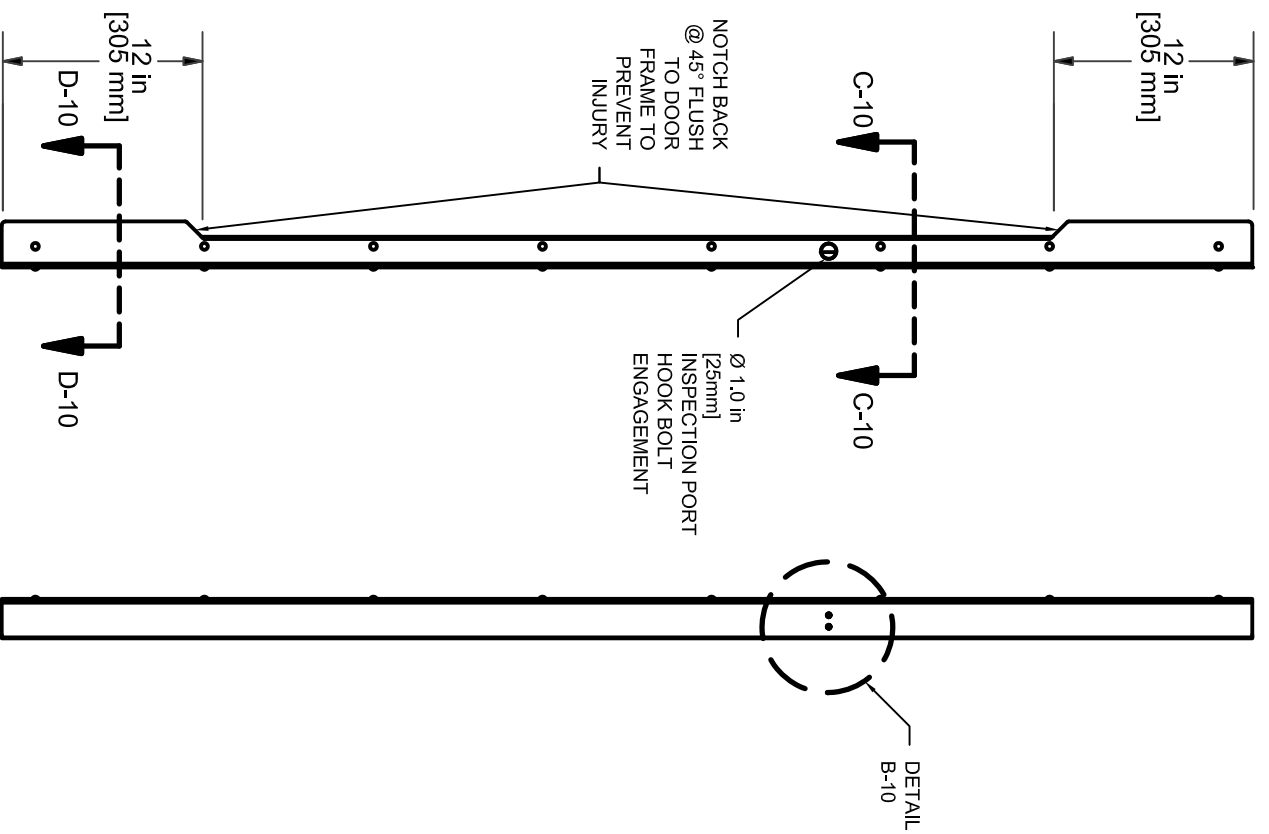 12 in
[305 mm]
C-10
C-10
NOTCH BACK
@ 45° FLUSH
TO DOOR
FRAME TO
PREVENT
INJURY
Ø 1.0 in
[25mm]
INSPECTION PORT
HOOK BOLT
ENGAGEMENT
DETAIL
B-10
12 in
[305 mm]
D-10
D-10